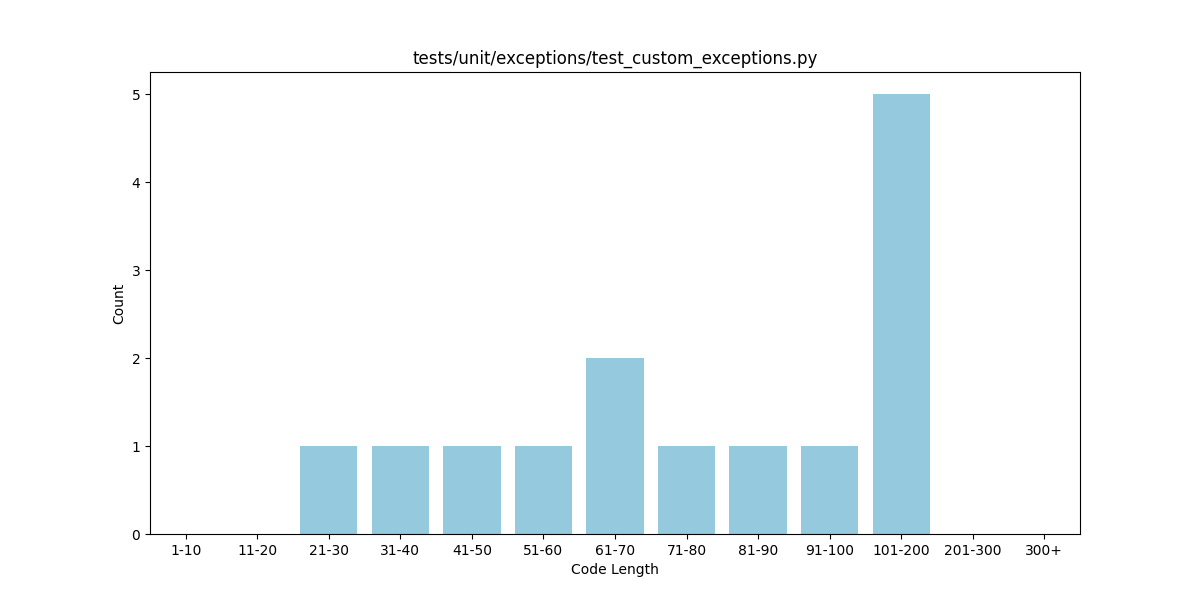 tests/unit/exceptions/test_custom_exceptions.py
5
4
3
2
1
0
Count
1-10 11-20 21-30 31-40 41-50 51-60 61-70 71-80 81-90 91-100 101-200 201-300 300+
Code Length